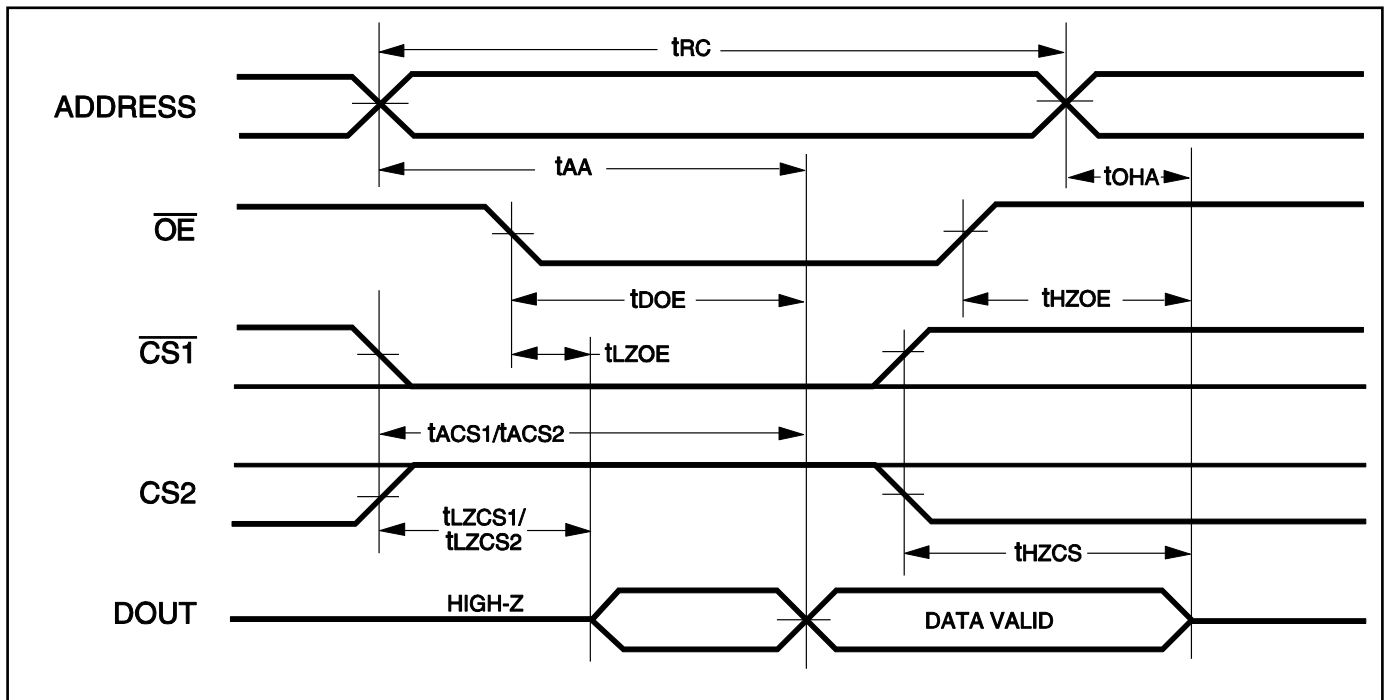 tRC
ADDRESS
tAA
tOHA
OE
tDOE
tHZOE
CS1
tLZOE
tACS1/tACS2
CS2
tLZCS1/
tLZCS2
tHZCS
DOUT
HIGH-Z
DATA VALID